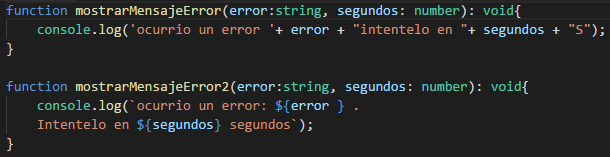 function mostrarMensajeError(error:string, segundos: number): void{
console.log('ocurrio un error '+ error + "intentelo en "+ segundos + "S");
}
function mostrarMensajeError2(error:string, segundos: number): void{
console.log(`ocurrio un error: ${error } .
Intentelo en ${segundos} segundos`);
}